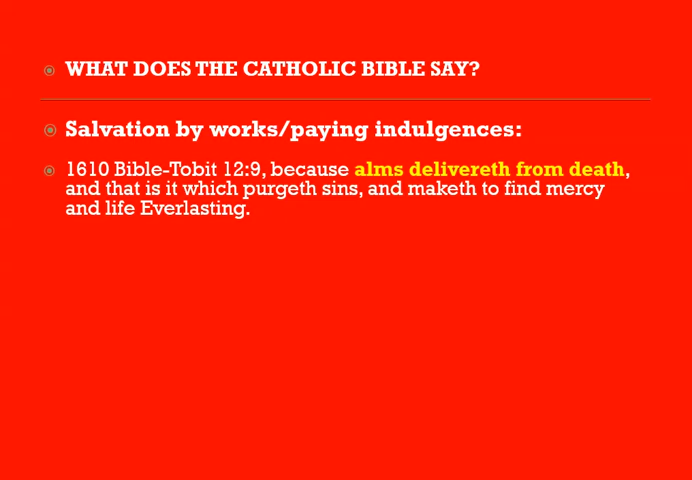 WHAT DOES THE CATHOLIC BIBLE SAY?
Salvation by works/paying indulgences:
1610 Bible-Tobit 12:9, because alms delivereth from death,
and that is it which purgeth sins, and maketh to find mercy
and life Everlasting.